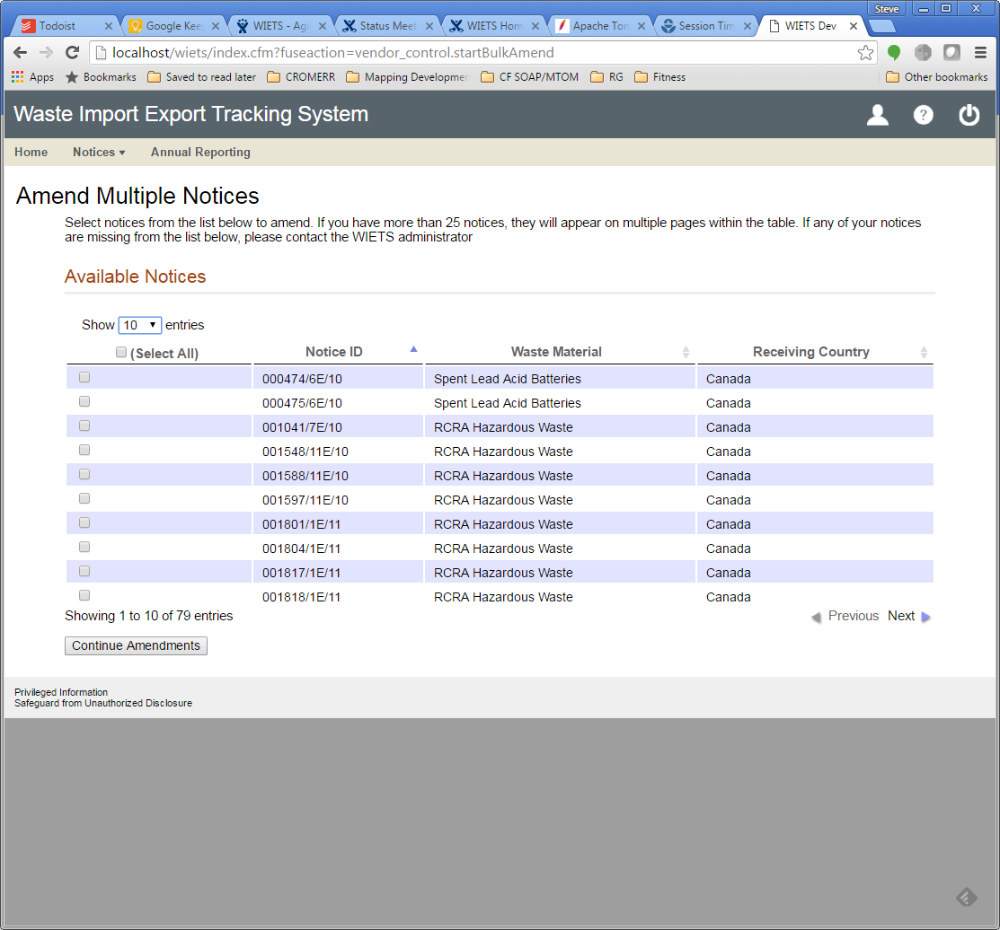 Steve
Todoist
Google Keep
WIETS - Agi
Status Meet
WIETS Hom
Apache Tom
Session Tim
WIETS Dev
localhost/wiets/index.cfm?fuseaction=vendor_control.startBulkAmend
Apps Bookmarks Saved to read later CROMERR Mapping Developmen CF SOAP/MTOM RG Fitness Other bookmarks
Waste Import Export Tracking System ?
Home Notices Annual Reporting
Amend Multiple Notices
Select notices from the list below to amend. If you have more than 25 notices, they will appear on multiple pages within the table. If any of your notices
are missing from the list below, please contact the WIETS administrator
Available Notices
Show 10 entries
(Select All) Notice ID Waste Material Receiving Country
000474/6E/10 Spent Lead Acid Batteries Canada
000475/6E/10 Spent Lead Acid Batteries Canada
001041/7E/10 RCRA Hazardous Waste Canada
001548/11E/10 RCRA Hazardous Waste Canada
001588/11E/10 RCRA Hazardous Waste Canada
001597/11E/10 RCRA Hazardous Waste Canada
001801/1E/11 RCRA Hazardous Waste Canada
001804/1E/11 RCRA Hazardous Waste Canada
001817/1E/11 RCRA Hazardous Waste Canada
001818/1E/11 RCRA Hazardous Waste Canada
Showing 1 to 10 of 79 entries Previous Next
Continue Amendments
Privileged Information
Safeguard from Unauthorized Disclosure